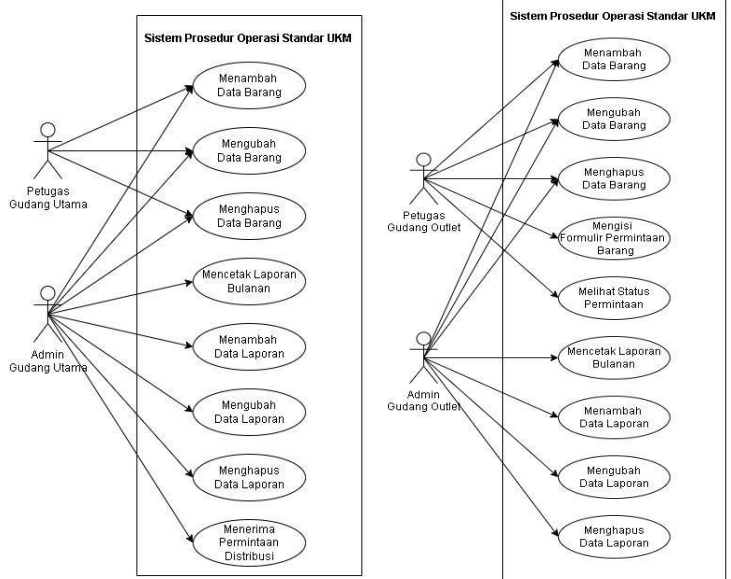 Sistem Prosedur Operasi Standar UKM
Menambah
Data Barang
Mengubah
Data Barang
Menghapus
Data Barang
Mencetak Laporan
Bulanan
Menambah
Data Laporan
Mengubah
Data Laporan
Menghapus
Data Laporan
Menerima
Permintaan
Distribusi
Petugas
Gudang Utama
Admin
Gudang Utama
Sistem Prosedur Operasi Standar UKM
Menambah
Data Barang
Mengubah
Data Barang
Menghapus
Data Barang
Mengisi
Formulir Permintaan
Barang
Melihat Status
Permintaan
Mencetak Laporan
Bulanan
Menambah
Data Laporan
Mengubah
Data Laporan
Menghapus
Data Laporan
Petugas
Gudang Outlet
Admin
Gudang Outlet